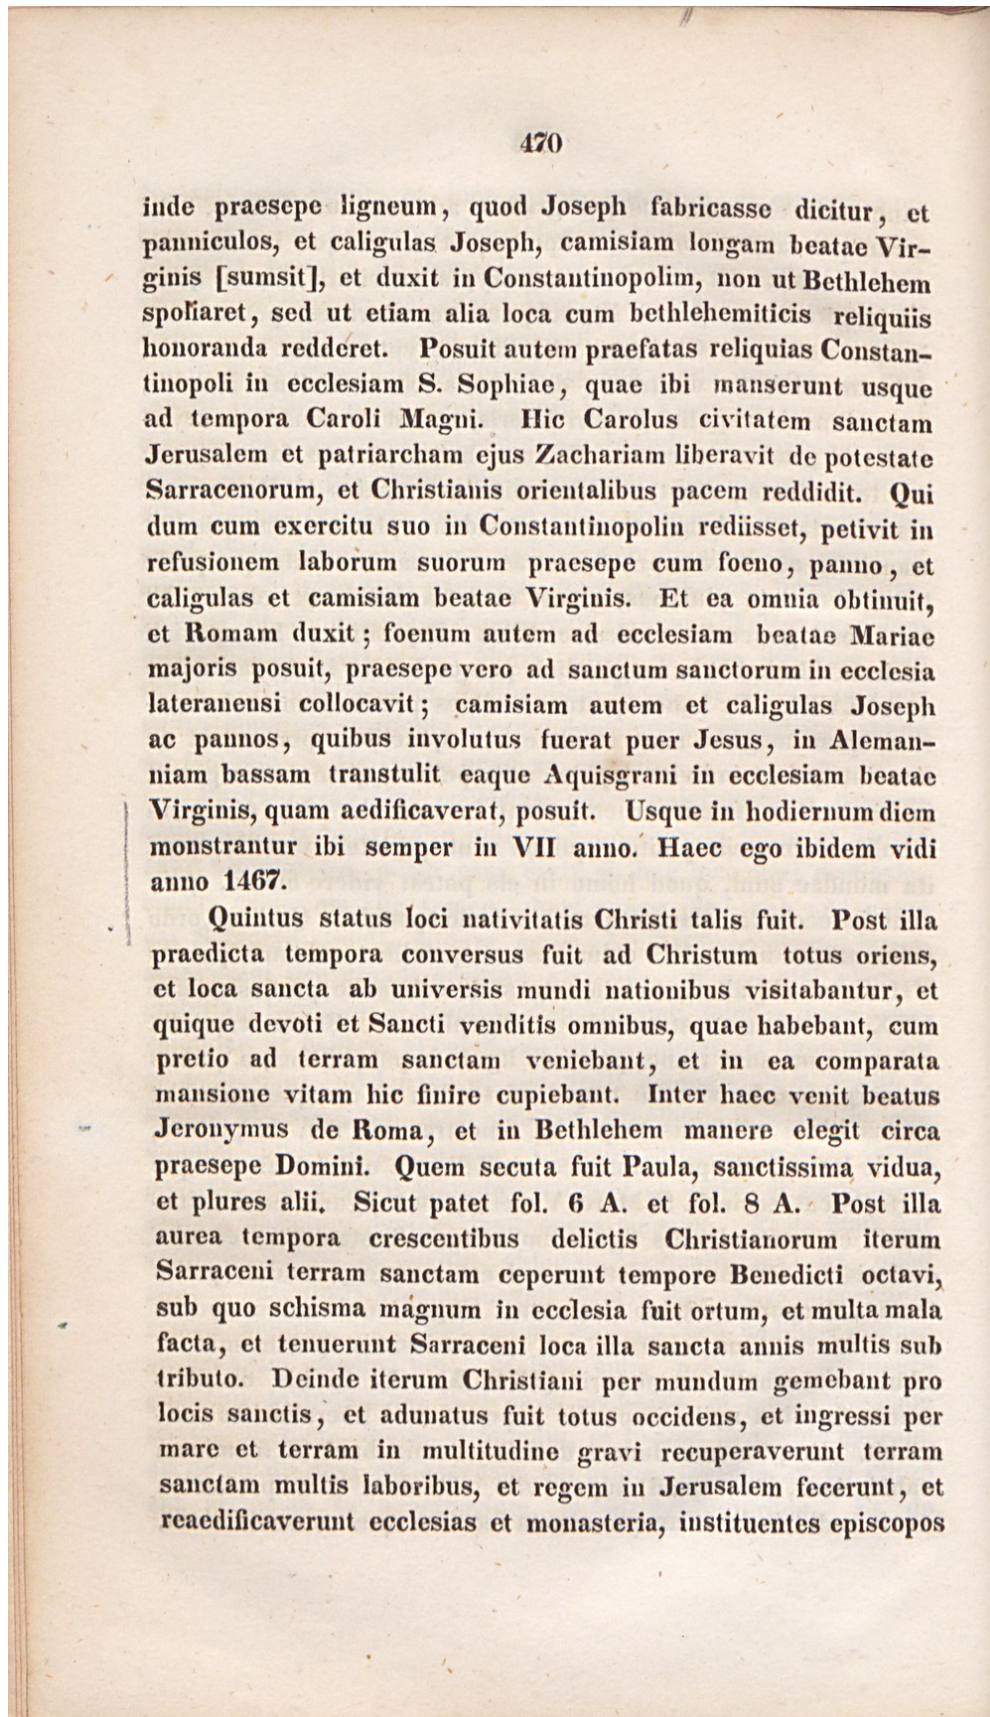 470
inde praesepe ligneum, quod Joseph fabricasse dicitur, et
panniculos, et caligulas Joseph, camisiam longam beatae Vir-
ginis [sumsit], et duxit in Constantinopolim, non ut Bethlehem
spoliaret, sed ut etiam alia loca cum bethlehemiticis reliquiis
honoranda redderet. Posuit autem praefatas reliquias Constan-
tinopoli in ecclesiam S. Sophiae, quae ibi manserunt usque
ad tempora Caroli Magni. Hic Carolus civitatem sanctam
Jerusalem et patriarcham ejus Zachariam liberavit de potestate
Sarracenorum, et Christianis orientalibus pacem reddidit. Qui
dum cum exercitu suo in Constantinopolin rediisset, petivit in
refusionem laborum suorum praesepe cum foeno, panno, et
caligulas et camisiam beatae Virginis. Et ea omnia obtinuit,
et Romam duxit; foenum autem ad ecclesiam beatae Mariae
majoris posuit, praesepe vero ad sanctum sanctorum in ecclesia
lateranensi collocavit; camisiam autem et caligulas Joseph
ac pannos, quibus involutus fuerat puer Jesus, in Aleman-
niam bassam transtulit eaque Aquisgrani in ecclesiam beatae
Virginis, quam aedificaverat, posuit. Usque in hodiernum diem
monstrantur ibi semper in VII anno. Haec ego ibidem vidi
anno 1467.
Quintus status loci nativitatis Christi talis fuit. Post illa
praedicta tempora conversus fuit ad Christum totus oriens,
et loca sancta ab universis mundi nationibus visitabantur, et
quique devoti et Sancti venditis omnibus, quae habebant, cum
pretio ad terram sanctam veniebant, et in ea comparata
mansione vitam hic finire cupiebant. Inter haec venit beatus
Jeronymus de Roma, et in Bethlehem manere elegit circa
praesepe Domini. Quem secuta fuit Paula, sanctissima vidua,
et plures alii. Sicut patet fol. 6 A. et fol. 8 A. Post illa
aurea tempora crescentibus delictis Christianorum iterum
Sarraceni terram sanctam ceperunt tempore Benedicti octavi,
sub quo schisma magnum in ecclesia fuit ortum, et multa mala
facta, et tenuerunt Sarraceni loca illa sancta annis multis sub
tributo. Deinde iterum Christiani per mundum gemebant pro
locis sanctis, et adunatus fuit totus occidens, et ingressi per
mare et terram in multitudine gravi recuperaverunt terram
sanctam multis laboribus, et regem in Jerusalem fecerunt, et
reaedificaverunt ecclesias et monasteria, instituentes episcopos